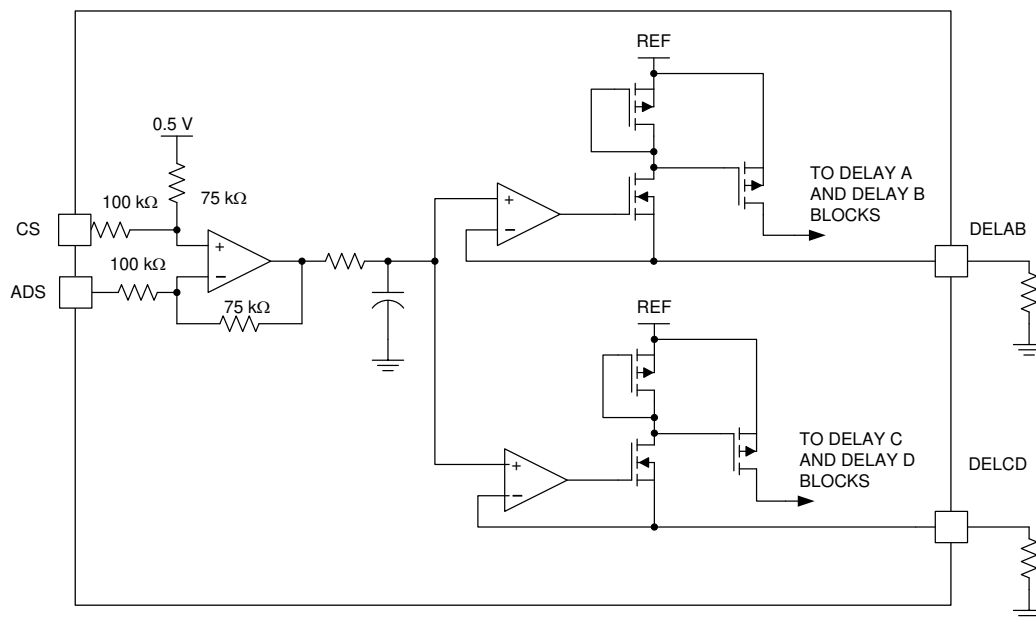 REF
0.5 V
100 kΩ
75 kΩ
TO DELAY A
AND DELAY B
BLOCKS
CS
+
−
+
−
DELAB
100 kΩ
ADS
75 kΩ
REF
TO DELAY C
AND DELAY D
BLOCKS
+
−
DELCD